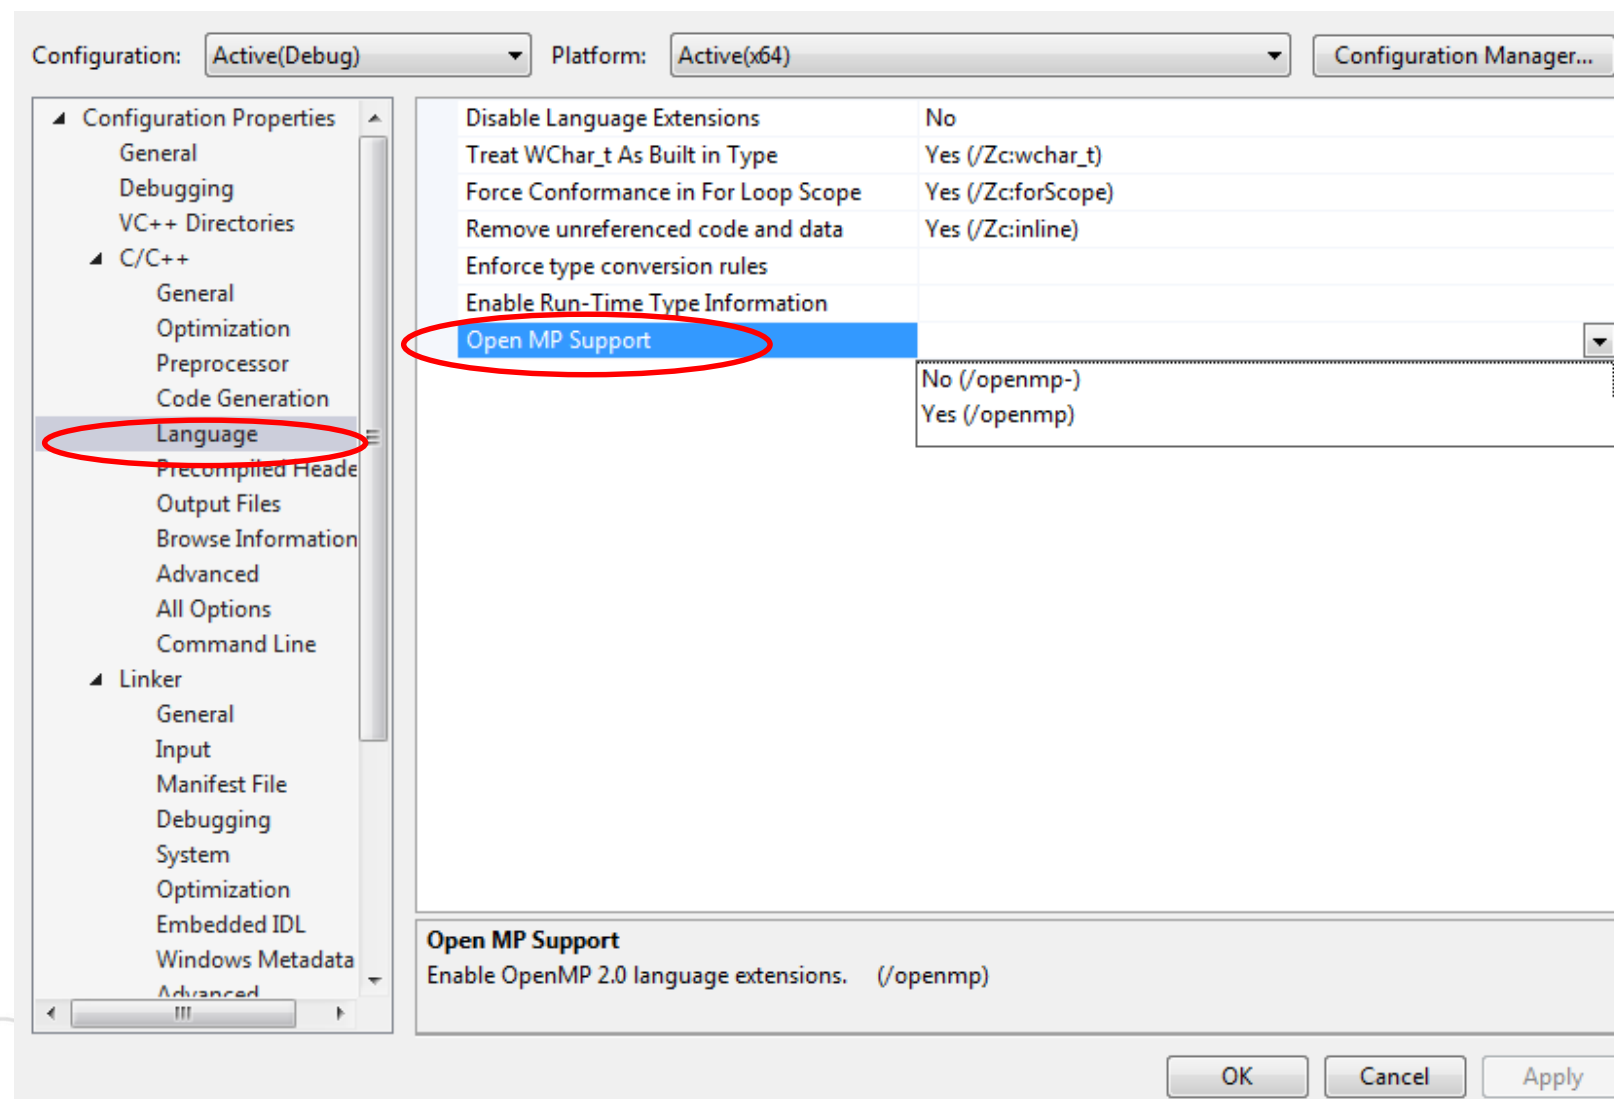 Configuration: Active(Debug) Platform: Active(x64) Configuration Manager...
Configuration Properties
General
Debugging
VC++ Directories
C/C++
General
Optimization
Preprocessor
Code Generation
Language
Precompiled Heade
Output Files
Browse Information
Advanced
All Options
Command Line
Linker
General
Input
Manifest File
Debugging
System
Optimization
Embedded IDL
Windows Metadata
Advanced
Disable Language Extensions No
Treat WChar_t As Built in Type Yes (/Zc:wchar_t)
Force Conformance in For Loop Scope Yes (/Zc:forScope)
Remove unreferenced code and data Yes (/Zc:inline)
Enforce type conversion rules
Enable Run-Time Type Information
Open MP Support
No (/openmp-)
Yes (/openmp)
Open MP Support
Enable OpenMP 2.0 language extensions. (/openmp)
OK Cancel Apply